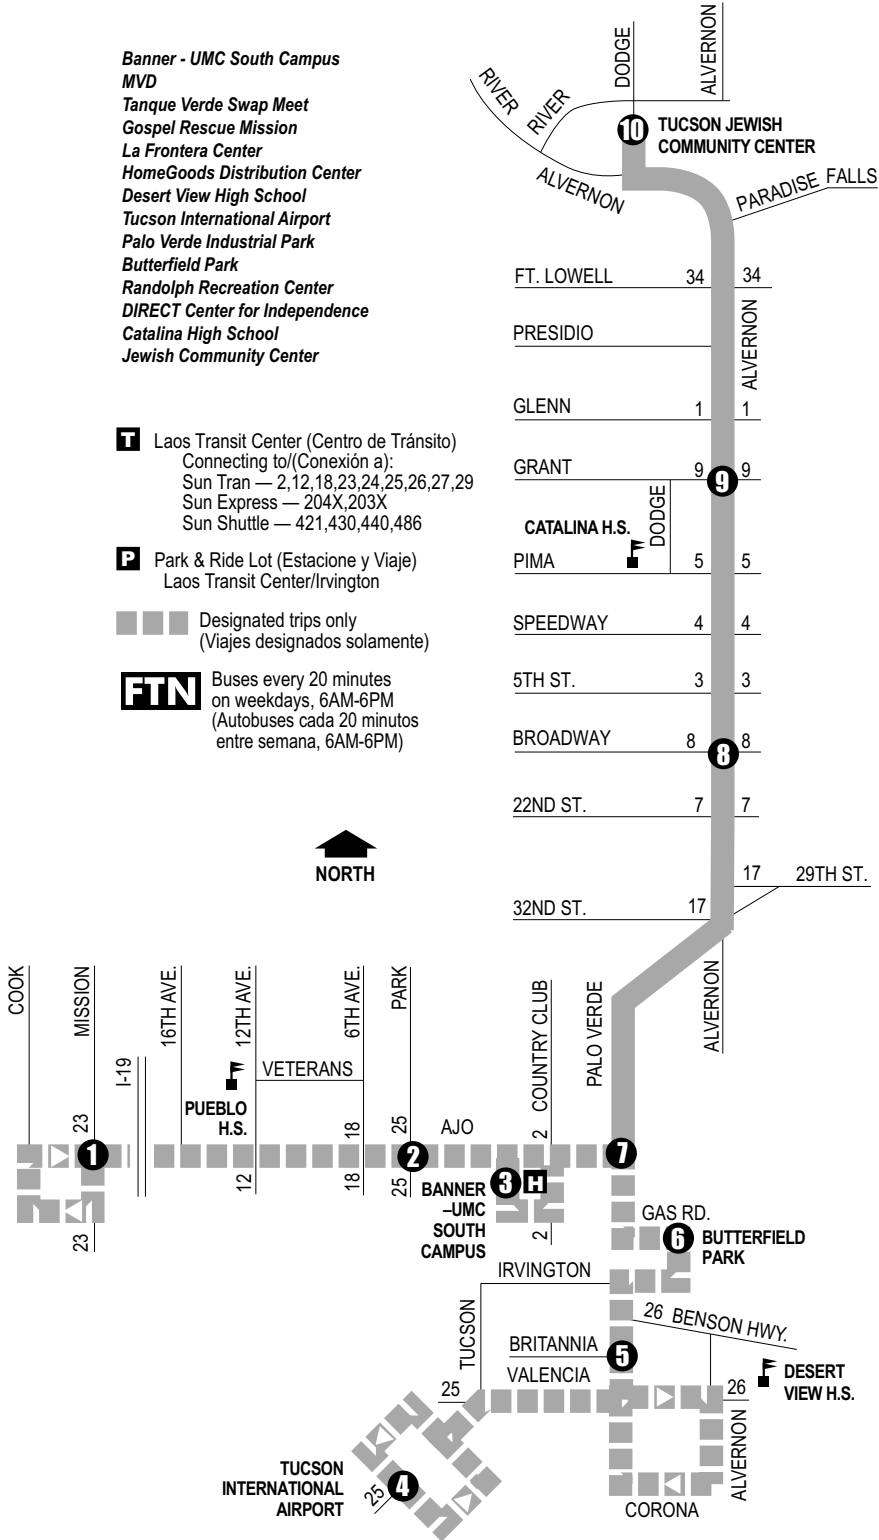 Banner - UMC South Campus
MVD
Tanque Verde Swap Meet
Gospel Rescue Mission
La Frontera Center
HomeGoods Distribution Center
Desert View High School
Tucson International Airport
Palo Verde Industrial Park
Butterfield Park
Randolph Recreation Center
DIRECT Center for Independence
Catalina High School
Jewish Community Center
T Laos Transit Center (Centro de Tránsito)
Connecting to/(Conexión a):
Sun Tran — 2,12,18,23,24,25,26,27,29
Sun Express — 204X,203X
Sun Shuttle — 421,430,440,486
P Park & Ride Lot (Estacione y Viaje)
Laos Transit Center/Irvington
Designated trips only
(Viajes designados solamente)
FTN
Buses every 20 minutes
on weekdays, 6AM-6PM
(Autobuses cada 20 minutos
entre semana, 6AM-6PM)
NORTH
DODGE
ALVERNON
RIVER
RIVER
10
TUCSON JEWISH
COMMUNITY CENTER
ALVERNON
PARADISE FALLS
FT. LOWELL 34 34
PRESIDIO
ALVERNON
GLENN 1 1
GRANT 9 9 9
DODGE
CATALINA H.S.
PIMA 5 5
SPEEDWAY 4 4
5TH ST. 3 3
BROADWAY 8 8 8
22ND ST. 7 7
17 29TH ST.
32ND ST. 17
ALVERNON
PALO VERDE
COOK
MISSION
I-19
16TH AVE.
12TH AVE.
6TH AVE.
PARK
COUNTRY CLUB
VETERANS
PUEBLO
H.S.
AJO
23
18
25
2
1
2
7
12
18
25
23
2
3
H
BANNER
–UMC
SOUTH
CAMPUS
GAS RD.
6
BUTTERFIELD
PARK
IRVINGTON
TUCSON
26 BENSON HWY.
BRITANNIA
5
VALENCIA
25
26
DESERT
VIEW H.S.
ALVERNON
CORONA
TUCSON
INTERNATIONAL
AIRPORT
25
4